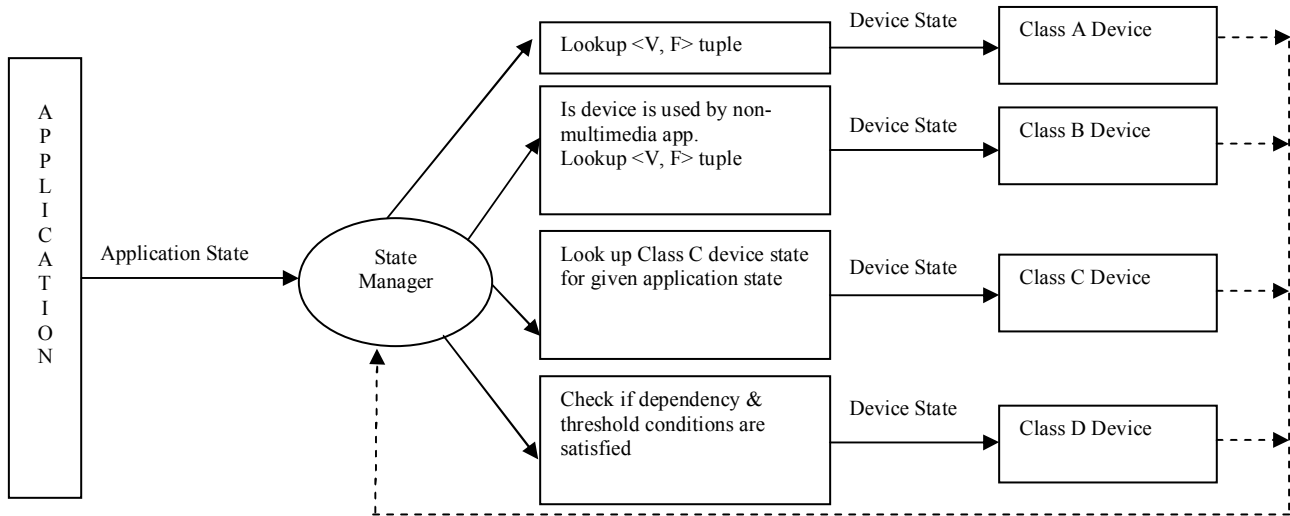 APPLICATION
Application State
State
Manager
Lookup <V, F> tuple
Device State
Class A Device
Is device is used by non-
multimedia app.
Lookup <V, F> tuple
Device State
Class B Device
Look up Class C device state
for given application state
Device State
Class C Device
Check if dependency &
threshold conditions are
satisfied
Device State
Class D Device